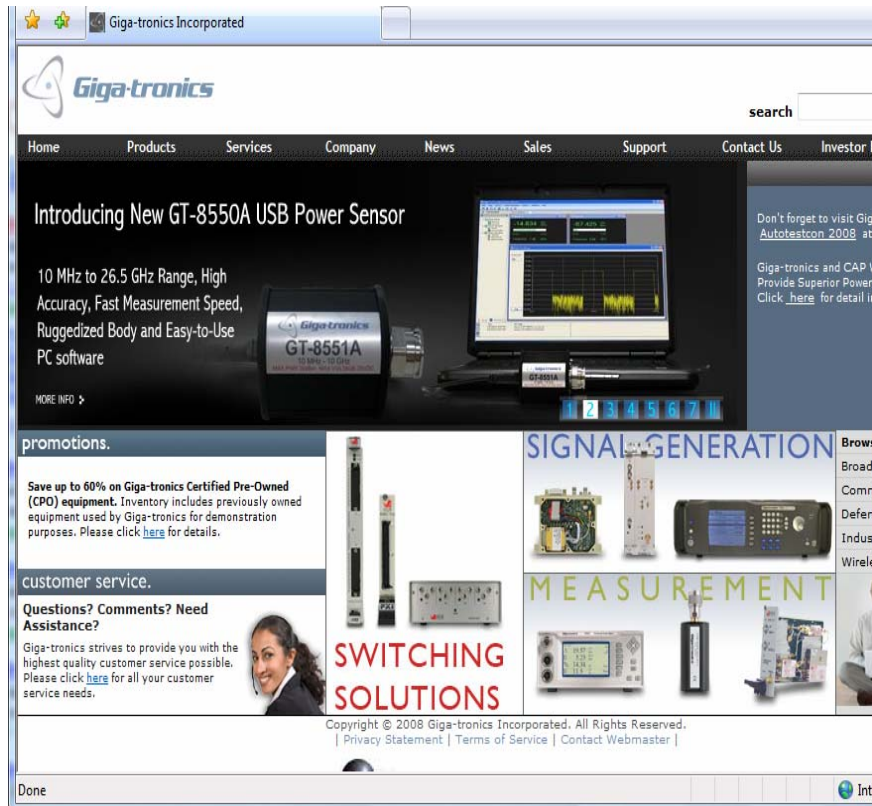 Giga-tronics Incorporated
Giga-tronics
search
Home Products Services Company News Sales Support Contact Us Investor
Introducing New GT-8550A USB Power Sensor
10 MHz to 26.5 GHz Range, High
Accuracy, Fast Measurement Speed,
Ruggedized Body and Easy-to-Use
PC software
MORE INFO
Giga-tronics
GT-8551A
10 MHz - 10 GHz
GT-8551A
1 2 3 4 5 6 7 II
Don't forget to visit Gig
Autotestcon 2008 at
Giga-tronics and CAP
Provide Superior Power
Click here for detail i
promotions.
Save up to 60% on Giga-tronics Certified Pre-Owned
(CPO) equipment. Inventory includes previously owned
equipment used by Giga-tronics for demonstration
purposes. Please click here for details.
customer service.
Questions? Comments? Need
Assistance?
Giga-tronics strives to provide you with the
highest quality customer service possible.
Please click here for all your customer
service needs.
SWITCHING
SOLUTIONS
SIGNAL GENERATION
MEASUREMENT
Brows
Broad
Comm
Defen
Indus
Wirele
Copyright © 2008 Giga-tronics Incorporated. All Rights Reserved.
| Privacy Statement | Terms of Service | Contact Webmaster |
Done
Int